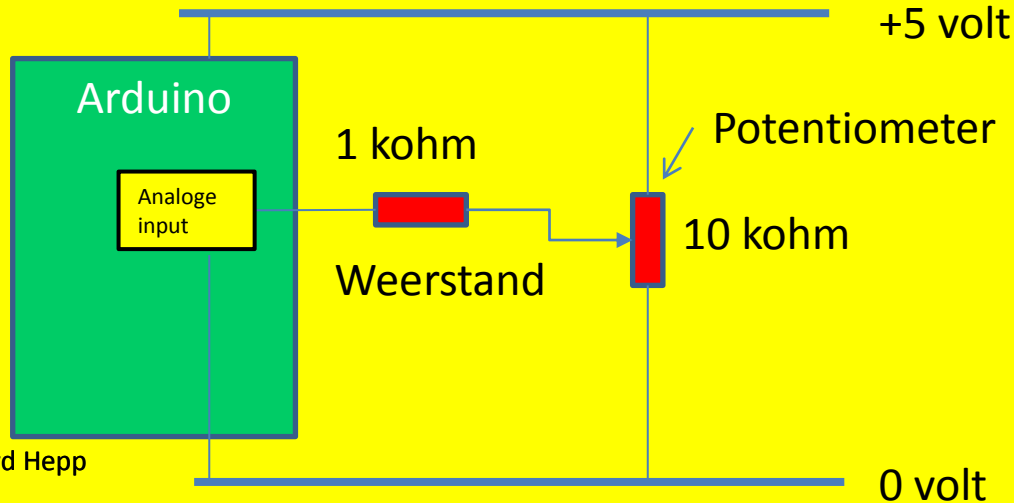 +5 volt
Arduino
Potentiometer
1 kohm
Analoge
input
10 kohm
Weerstand
Hepp
0 volt